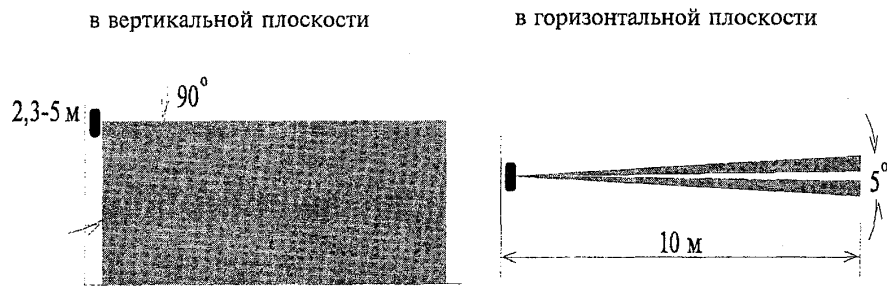 в вертикальной плоскости
в горизонтальной плоскости
2,3-5 м
90°
5°
10 м